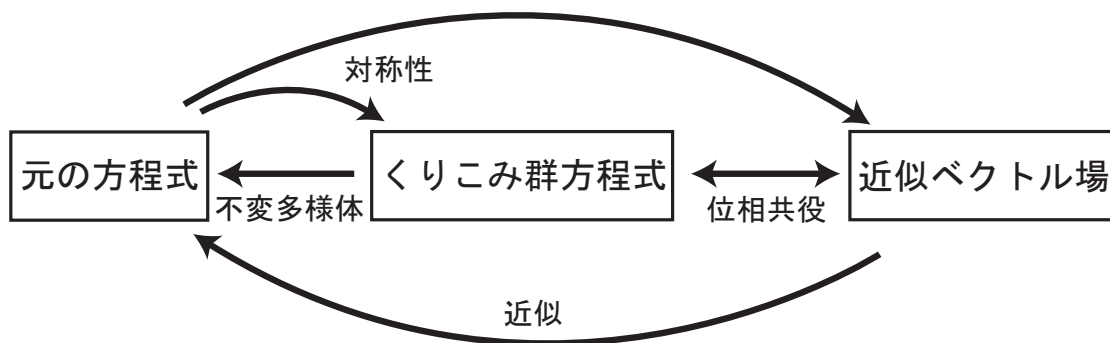 対称性
元の方程式
くりこみ群方程式
近似ベクトル場
不変多様体
位相共役
近似